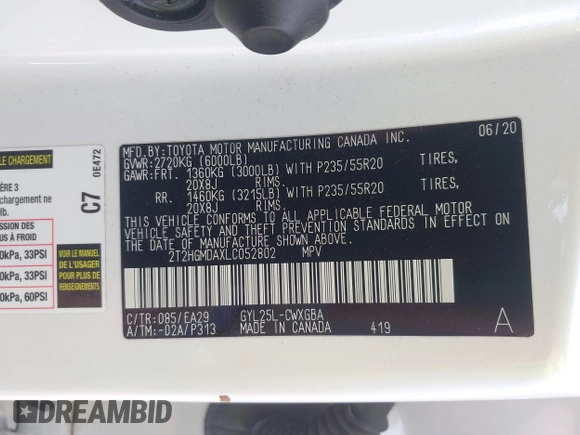 LE CHARGEMENT
0E472
C7
ÈRE 3
chargement ne
lb.
SSION DES
US À FROID
0kPa, 33PSI
0kPa, 33PSI
0kPa, 60PSI
VOIR LE MANUEL
DE L'USAGER
POUR PLUS DE
RENSEIGNEMENTS
MFD.BY:TOYOTA MOTOR MANUFACTURING CANADA INC. 06/20
GVWR:2720KG (6000LB)
GAWR:FRT. 1360KG (3000LB) WITH P235/55R20 TIRES,
20X8J RIMS.
RR. 1460KG (3215LB) WITH P235/55R20 TIRES,
20X8J RIMS.
THIS VEHICLE CONFORMS TO ALL APPLICABLE FEDERAL MOTOR
VEHICLE SAFETY AND THEFT PREVENTION STANDARDS IN EFFECT ON
THE DATE OF MANUFACTURE SHOWN ABOVE.
2T2HGMDAXLC052802 MPV
C/TR:085/EA29 GYL25L-CWXGBA
A/TM:-02A/P313 MADE IN CANADA 419 A
DREAMBID